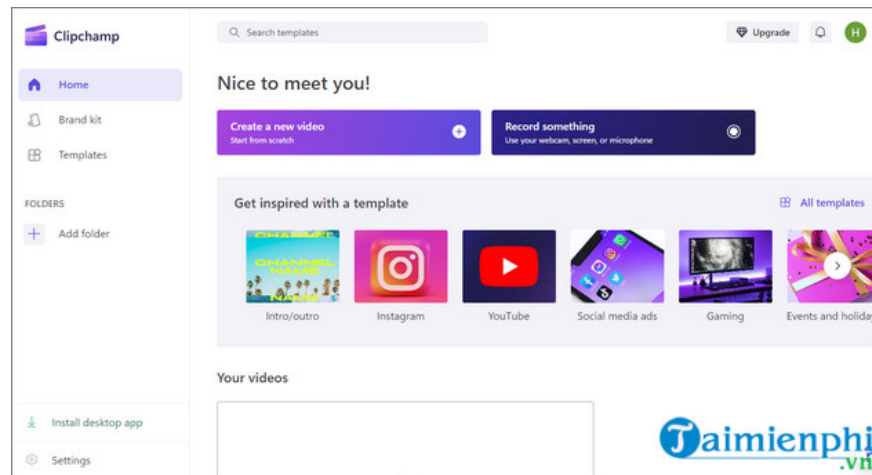 Clipchamp
Search templates
Upgrade
H
Home
Brand kit
Templates
FOLDERS
Add folder
Install desktop app
Settings
Nice to meet you!
Create a new video
Start from scratch
Record something
Use your webcam, screen, or microphone
Get inspired with a template
All templates
CHANNEL
CHANNEL
NAME
NAME
Intro/outro
Instagram
YouTube
Social media ads
Gaming
Events and holiday
Your videos
Taimienphi
.vn